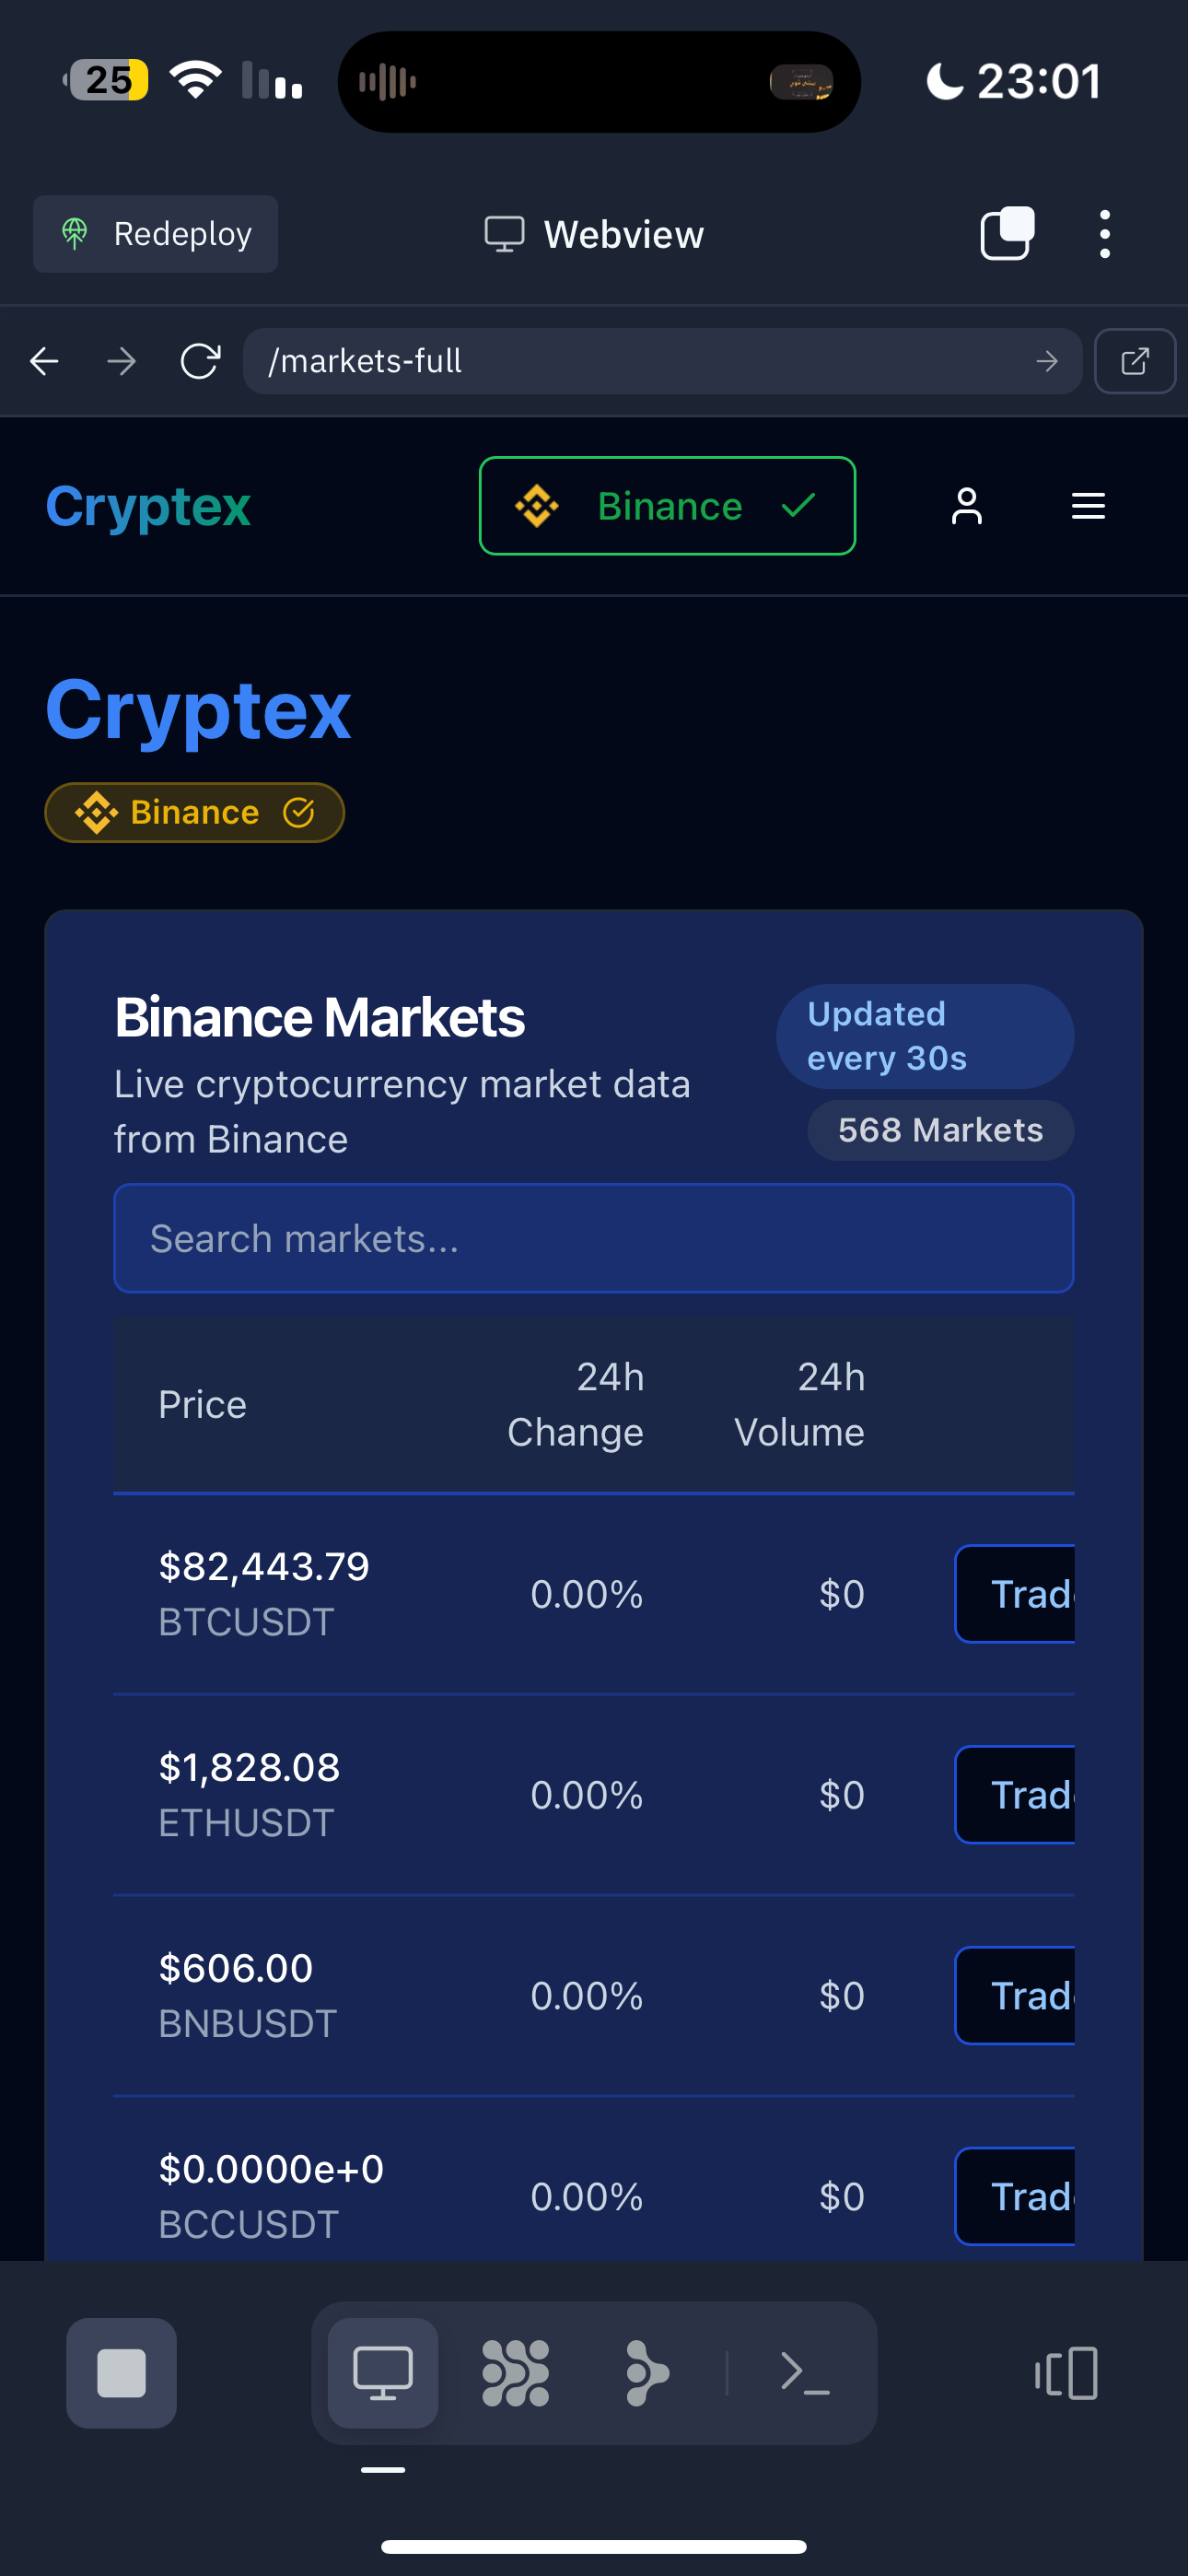 25
23:01
Redeploy
Webview
/markets-full
Cryptex
Binance
Cryptex
Binance
Binance Markets
Updated
every 30s
Live cryptocurrency market data
from Binance
568 Markets
Search markets...
Price
24h
Change
24h
Volume
$82,443.79
BTCUSDT
0.00%
$0
Trad
$1,828.08
ETHUSDT
0.00%
$0
Trad
$606.00
BNBUSDT
0.00%
$0
Trad
$0.0000e+0
BCCUSDT
0.00%
$0
Trad